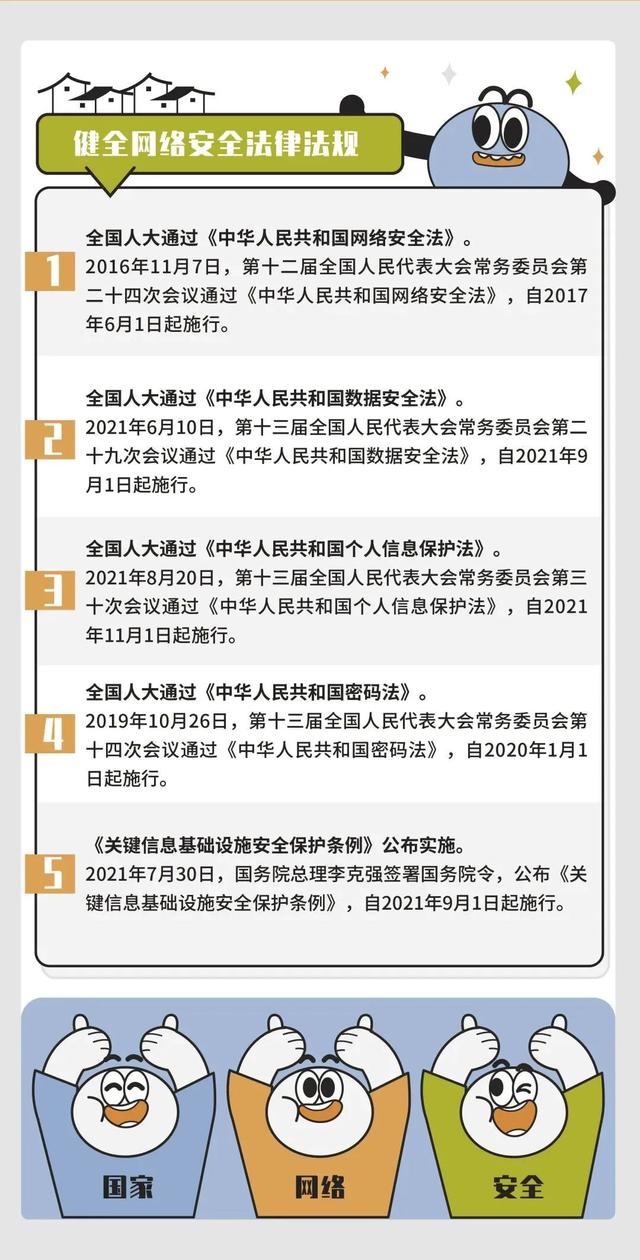 健全网络安全法律法规
1
全国人大通过《中华人民共和国网络安全法》。
2016年11月7日，第十二届全国人民代表大会常务委员会第
二十四次会议通过《中华人民共和国网络安全法》，自2017
年6月1日起施行。
2
全国人大通过《中华人民共和国数据安全法》。
2021年6月10日，第十三届全国人民代表大会常务委员会第二
十九次会议通过《中华人民共和国数据安全法》，自2021年9
月1日起施行。
3
全国人大通过《中华人民共和国个人信息保护法》。
2021年8月20日，第十三届全国人民代表大会常务委员会第三
十次会议通过《中华人民共和国个人信息保护法》，自2021
年11月1日起施行。
4
全国人大通过《中华人民共和国密码法》。
2019年10月26日，第十三届全国人民代表大会常务委员会第
十四次会议通过《中华人民共和国密码法》，自2020年1月1
日起施行。
5
《关键信息基础设施安全保护条例》公布实施。
2021年7月30日，国务院总理李克强签署国务院令，公布《关
键信息基础设施安全保护条例》，自2021年9月1日起施行。
国家
网络
安全